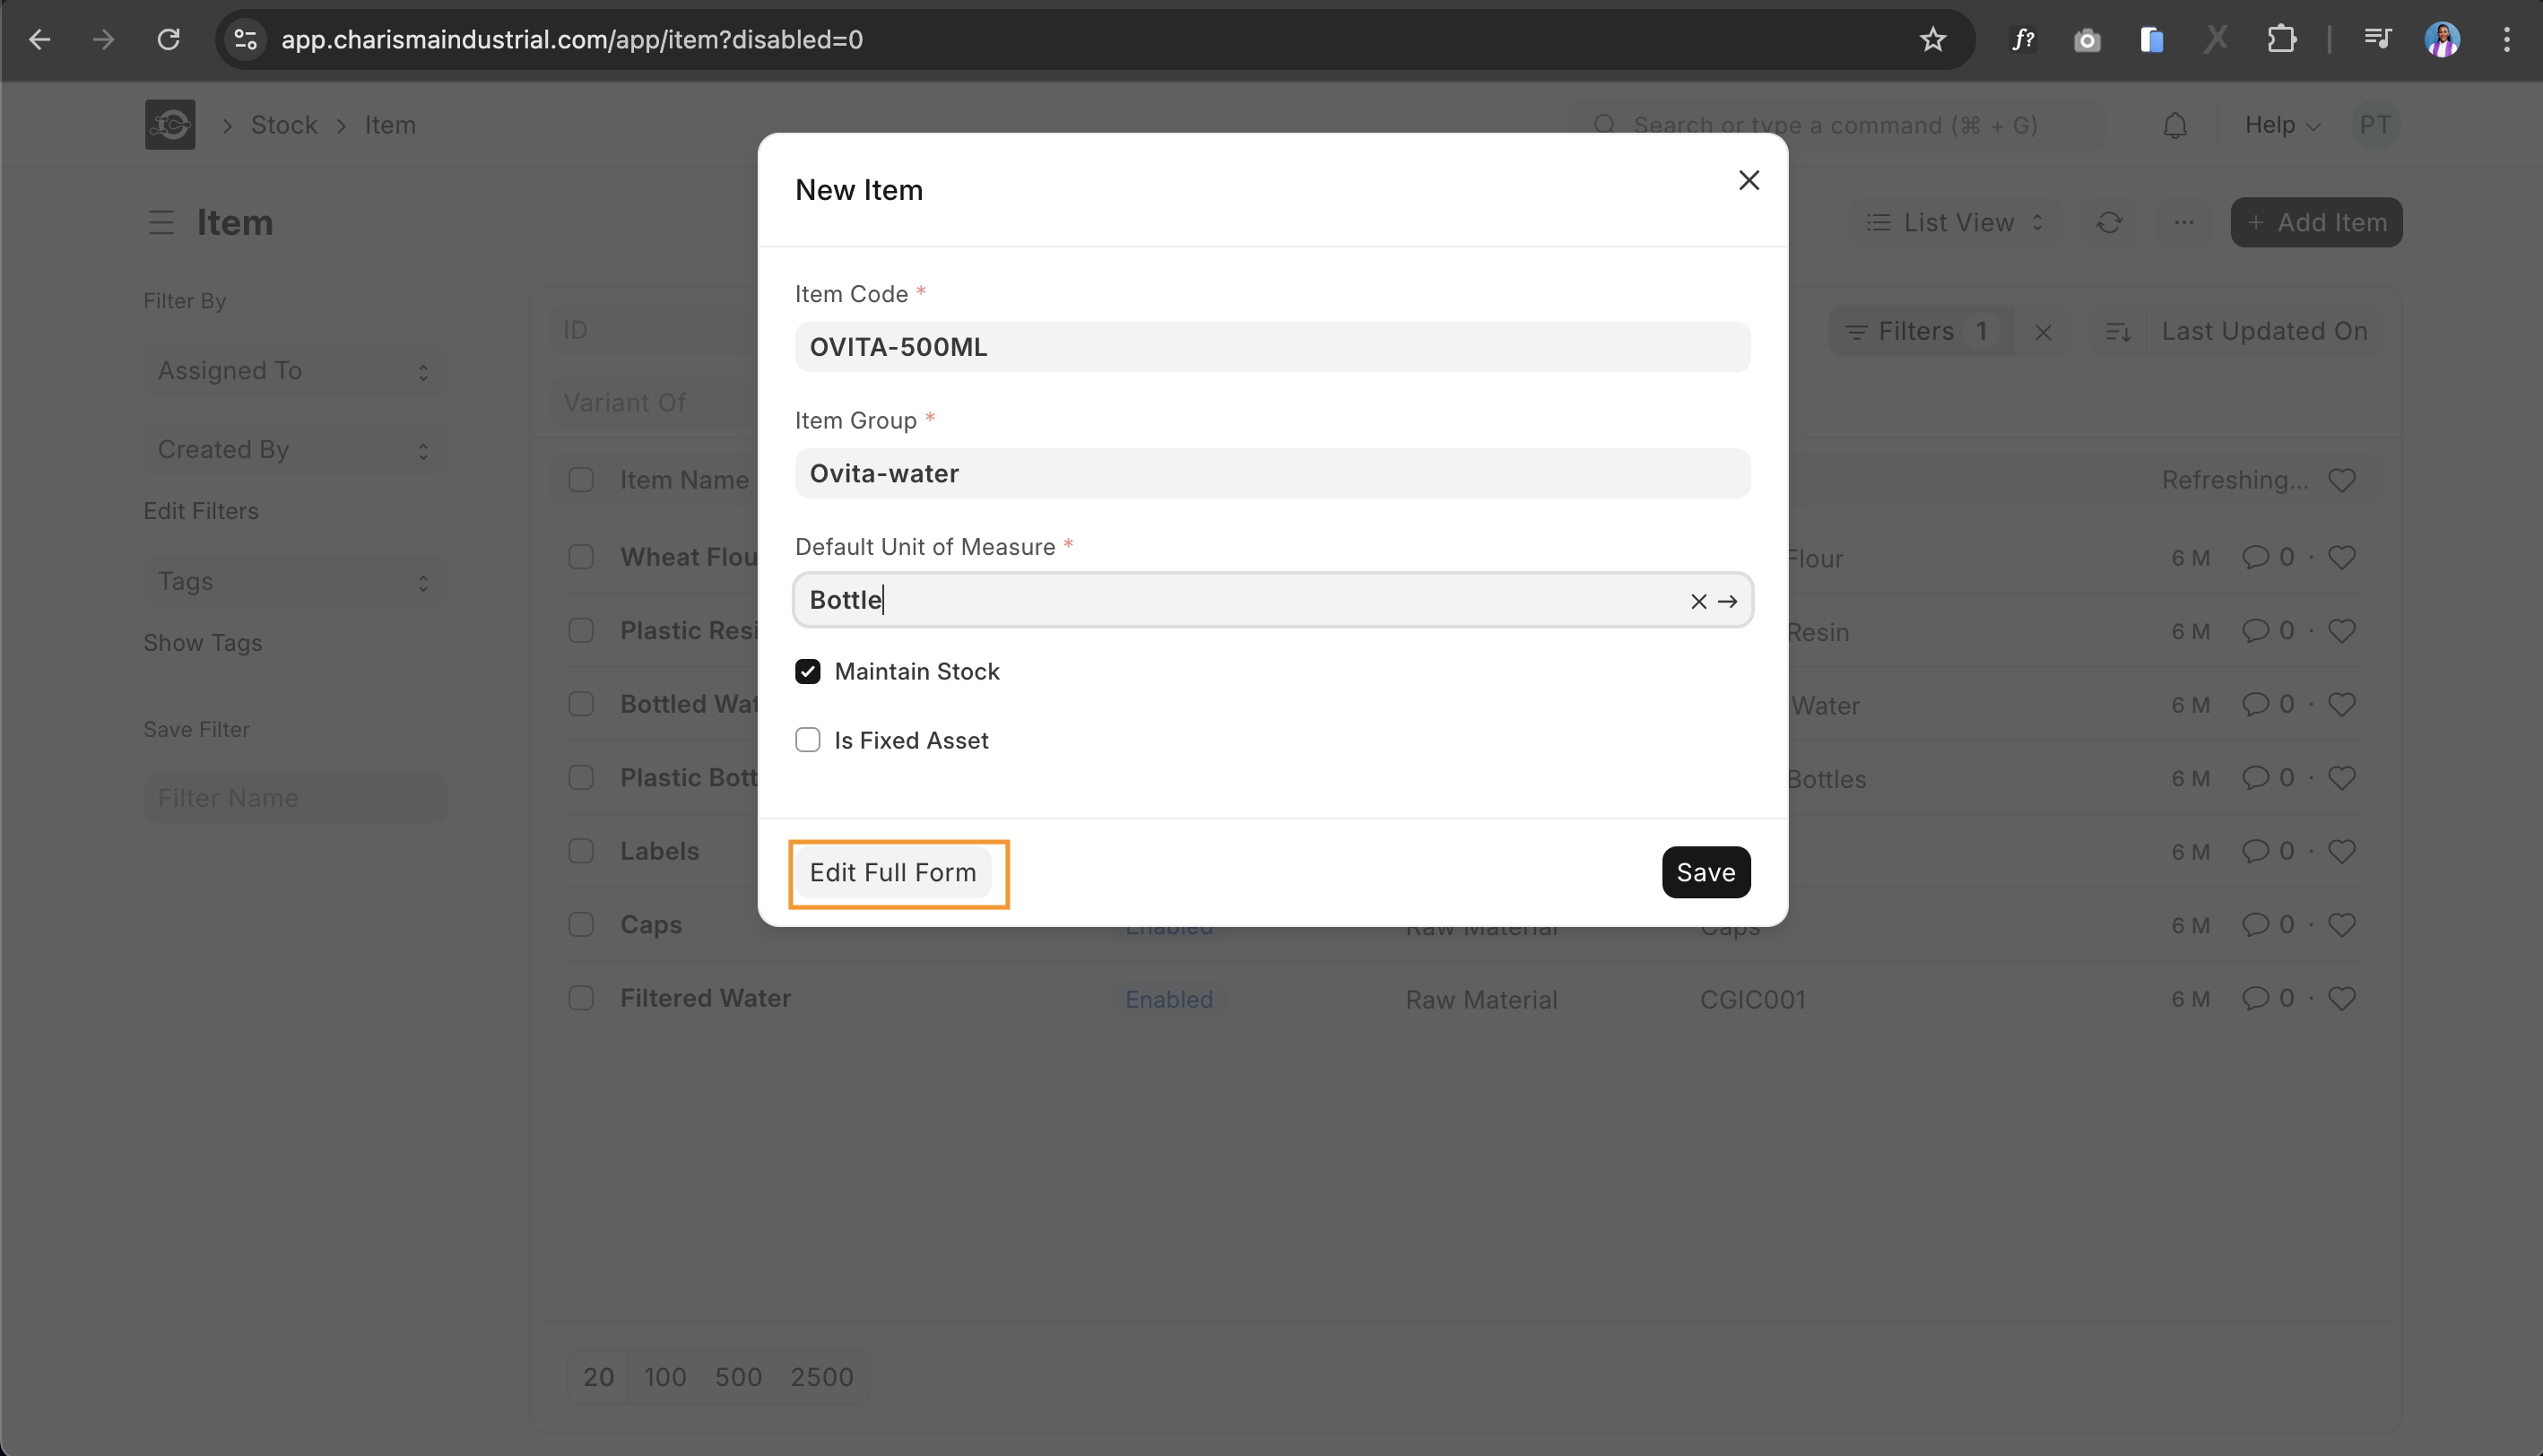 app.charismaindustrial.com/app/item?disabled=0
f?
Stock
Item
Search or type a command (⌘ + G)
Help
PT
Item
List View
+ Add Item
Filter By
Assigned To
Created By
Edit Filters
Tags
Show Tags
Save Filter
Filter Name
ID
Variant Of
Filters 1
Last Updated On
Item Name
Refreshing...
Wheat Flou
Flour
6 M
0
Plastic Resi
Resin
6 M
0
Bottled Wat
Water
6 M
0
Plastic Bott
Bottles
6 M
0
Labels
6 M
0
Caps
Enabled
Raw Material
Caps
6 M
0
Filtered Water
Enabled
Raw Material
CGIC001
6 M
0
20
100
500
2500
New Item
Item Code *
OVITA-500ML
Item Group *
Ovita-water
Default Unit of Measure *
Bottle
Maintain Stock
Is Fixed Asset
Edit Full Form
Save